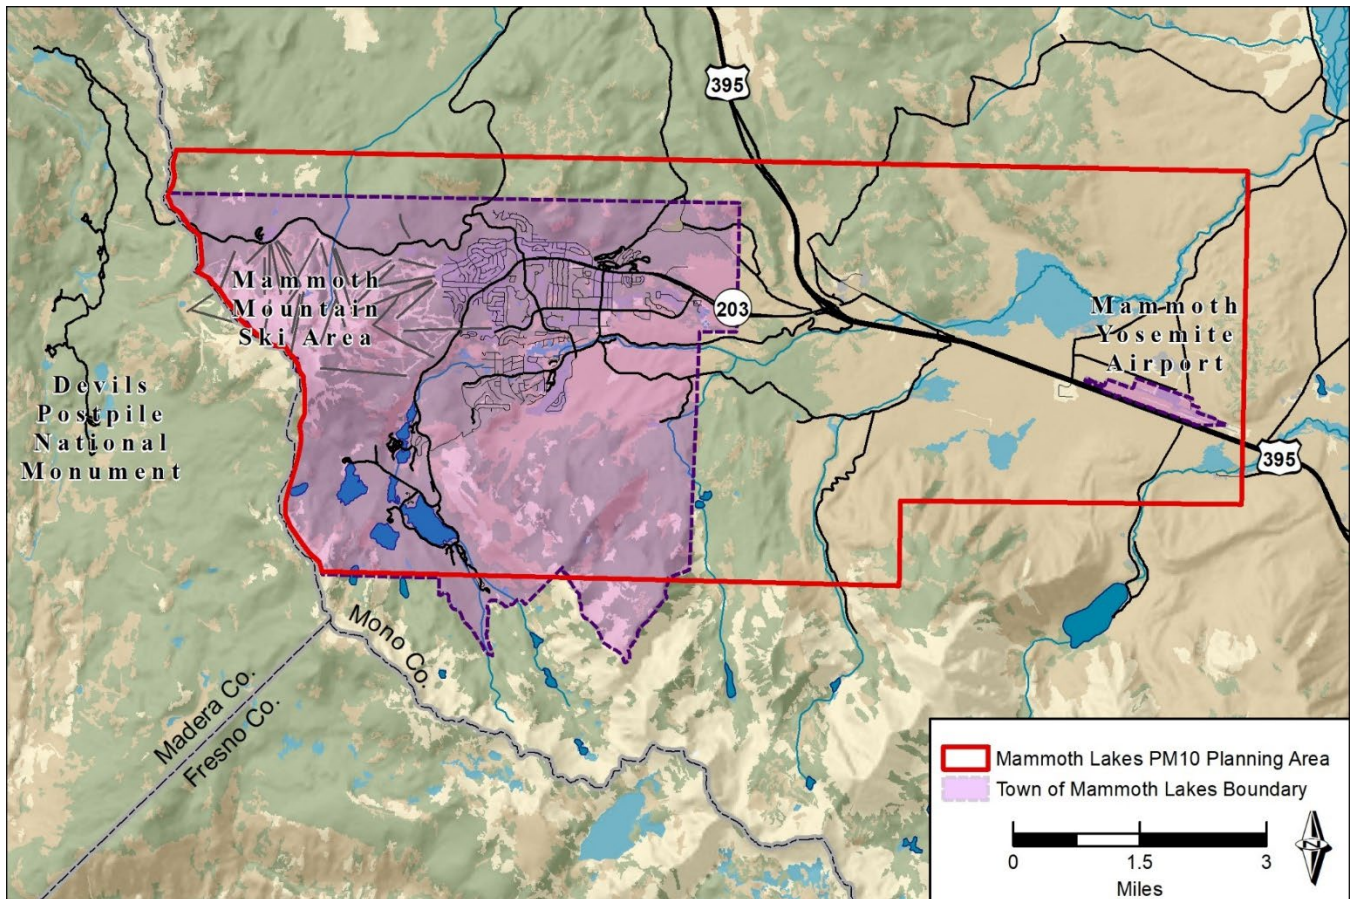 395
Mammoth
Mountain
Ski Area
203
Mammoth
Yosemite
Airport
Devils
Postpile
National
Monument
395
Mono Co.
Madera Co.
Fresno Co.
Mammoth Lakes PM10 Planning Area
Town of Mammoth Lakes Boundary
0 1.5 3
Miles
N